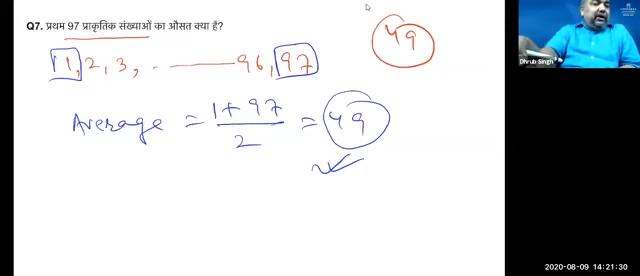 Q7. प्रथम 97 प्राकृतिक संख्याओं का औसत क्या है?
49
1, 2, 3, . ———— 96, 97
Average = 1 + 97 / 2 = 49
Dhrub Singh
2020-08-09 14:21:30